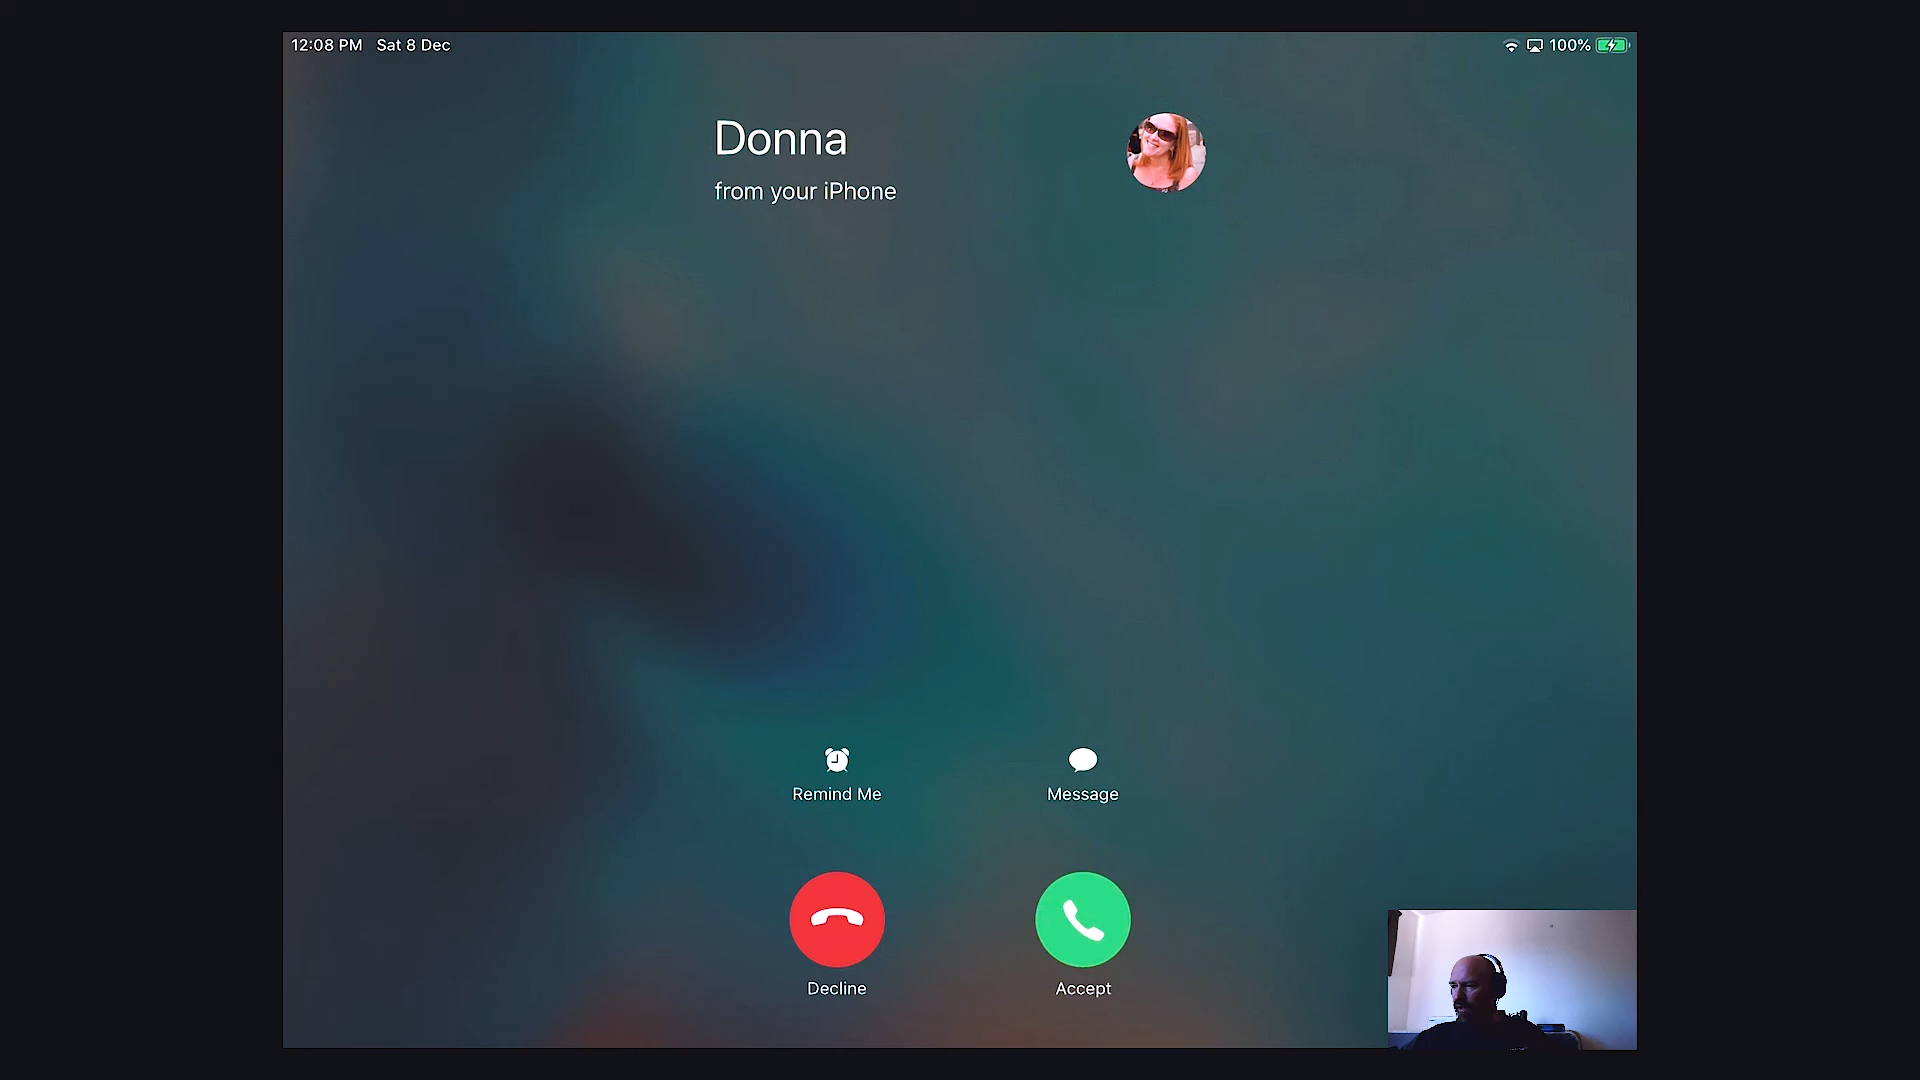 12:08 PM Sat 8 Dec
100%
Donna
from your iPhone
Remind Me
Message
Decline
Accept